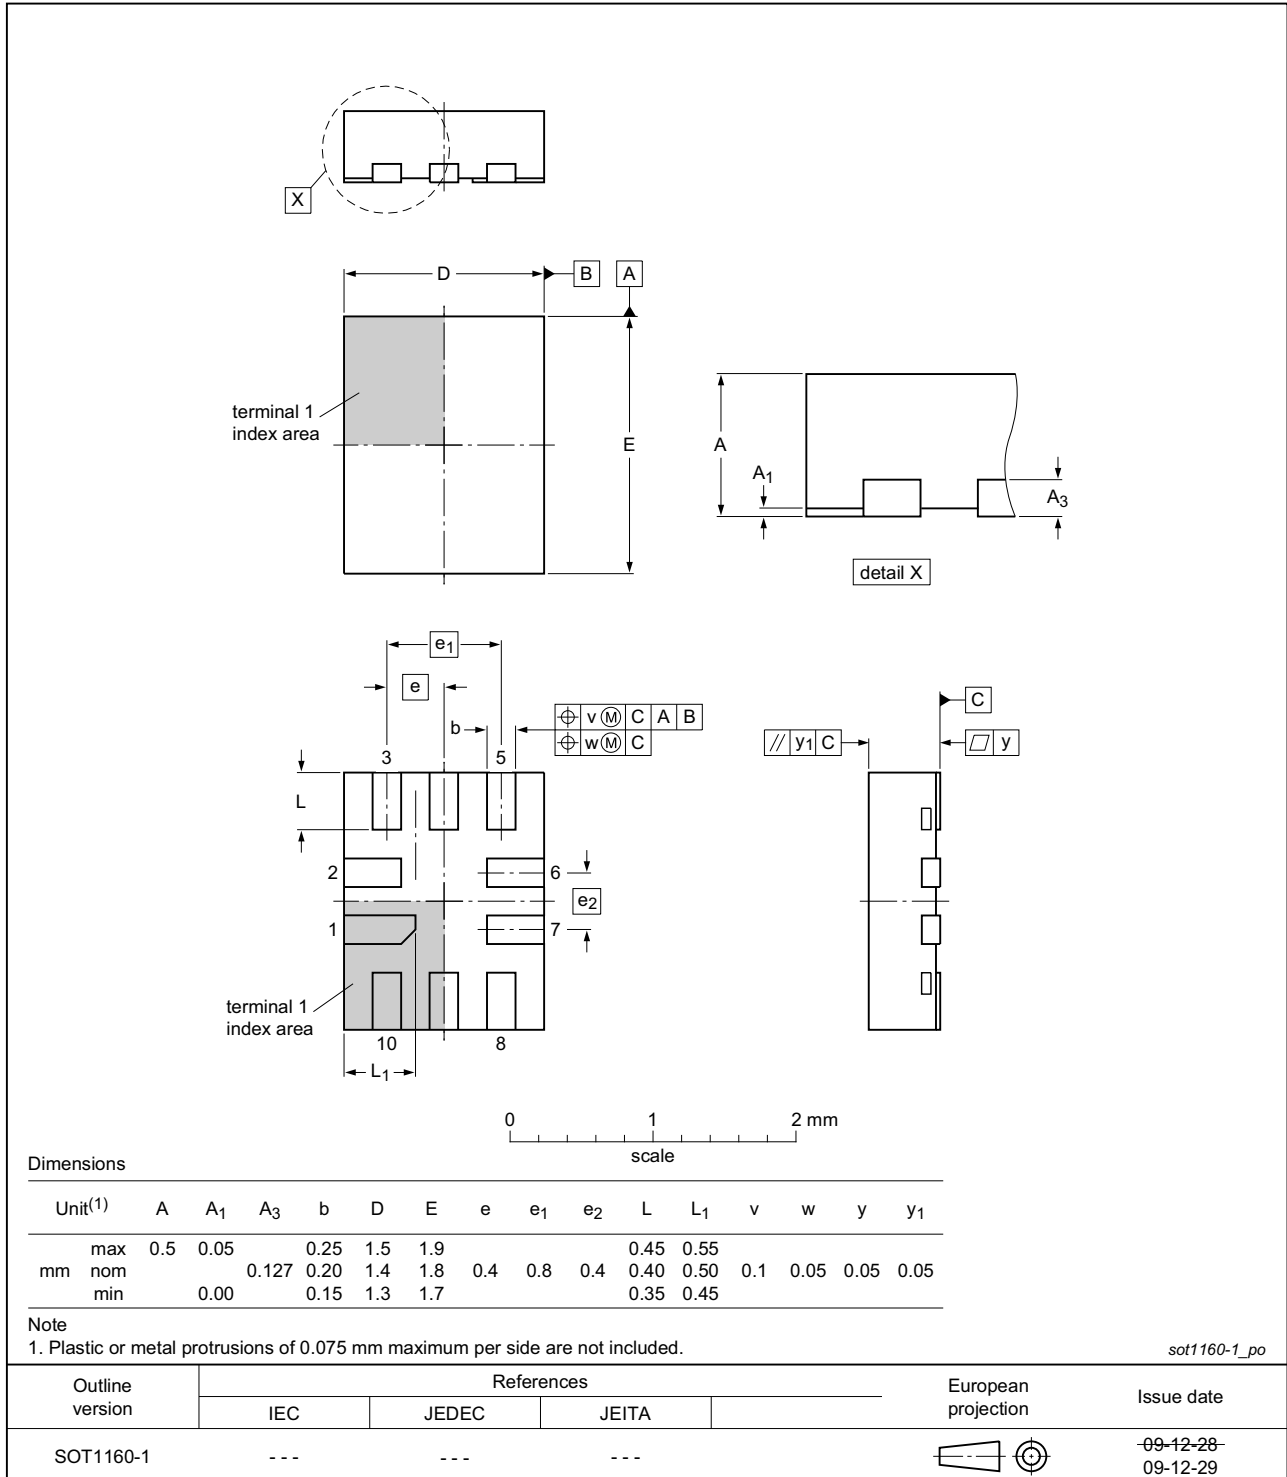 X
D
B
A
terminal 1
index area
E
A
A1
A3
detail X
e1
e
b
v Ⓜ C A B
w Ⓜ C
C
// y1 C
y
3
5
L
2
6
e2
1
7
terminal 1
index area
10
8
L1
0 1 2 mm
scale
Dimensions
Unit(1) A A1 A3 b D E e e1 e2 L L1 v w y y1
max 0.5 0.05 0.25 1.5 1.9 0.45 0.55
mm nom 0.127 0.20 1.4 1.8 0.4 0.8 0.4 0.40 0.50 0.1 0.05 0.05 0.05
min 0.00 0.15 1.3 1.7 0.35 0.45
Note
1. Plastic or metal protrusions of 0.075 mm maximum per side are not included.
sot1160-1_po
Outline
version
References
IEC JEDEC JEITA
European
projection
Issue date
SOT1160-1 - - - - - - - - -
09-12-28
09-12-29